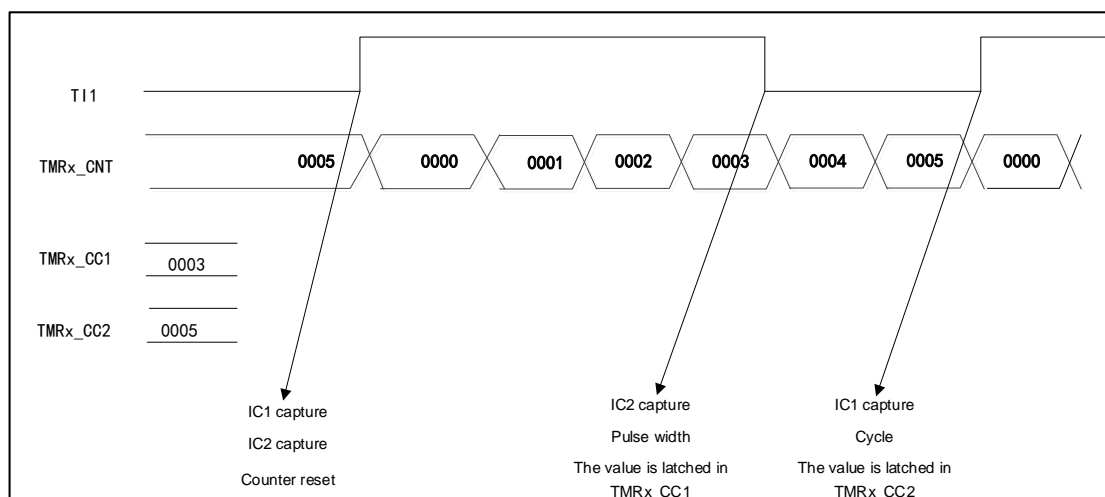 TI1
TMRx_CNT
0005 0000 0001 0002 0003 0004 0005 0000
TMRx_CC1
0003
TMRx_CC2
0005
IC1 capture
IC2 capture
Counter reset
IC2 capture
Pulse width
The value is latched in
TMRx_CC1
IC1 capture
Cycle
The value is latched in
TMRx_CC2